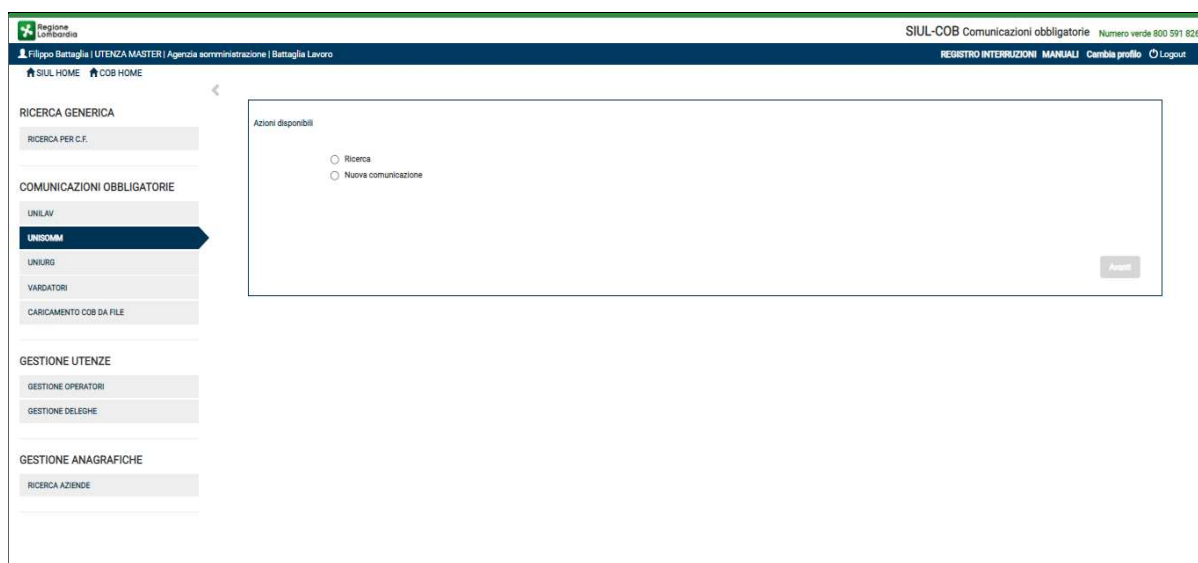 Regione
Lombardia
SIUL-COB Comunicazioni obbligatorie Numero verde 800 591 826
Filippo Battaglia | UTENZA MASTER | Agenzia somministrazione | Battaglia Lavoro
REGISTRO INTERRUZIONI MANUALI Cambia profilo Logout
SIUL HOME COB HOME
RICERCA GENERICA
RICERCA PER C.F.
COMUNICAZIONI OBBLIGATORIE
UNILAV
UNISOMM
UNIURG
VARDATORI
CARICAMENTO COB DA FILE
GESTIONE UTENZE
GESTIONE OPERATORI
GESTIONE DELEGHE
GESTIONE ANAGRAFICHE
RICERCA AZIENDE
Azioni disponibili
Ricerca
Nuova comunicazione
Avanti